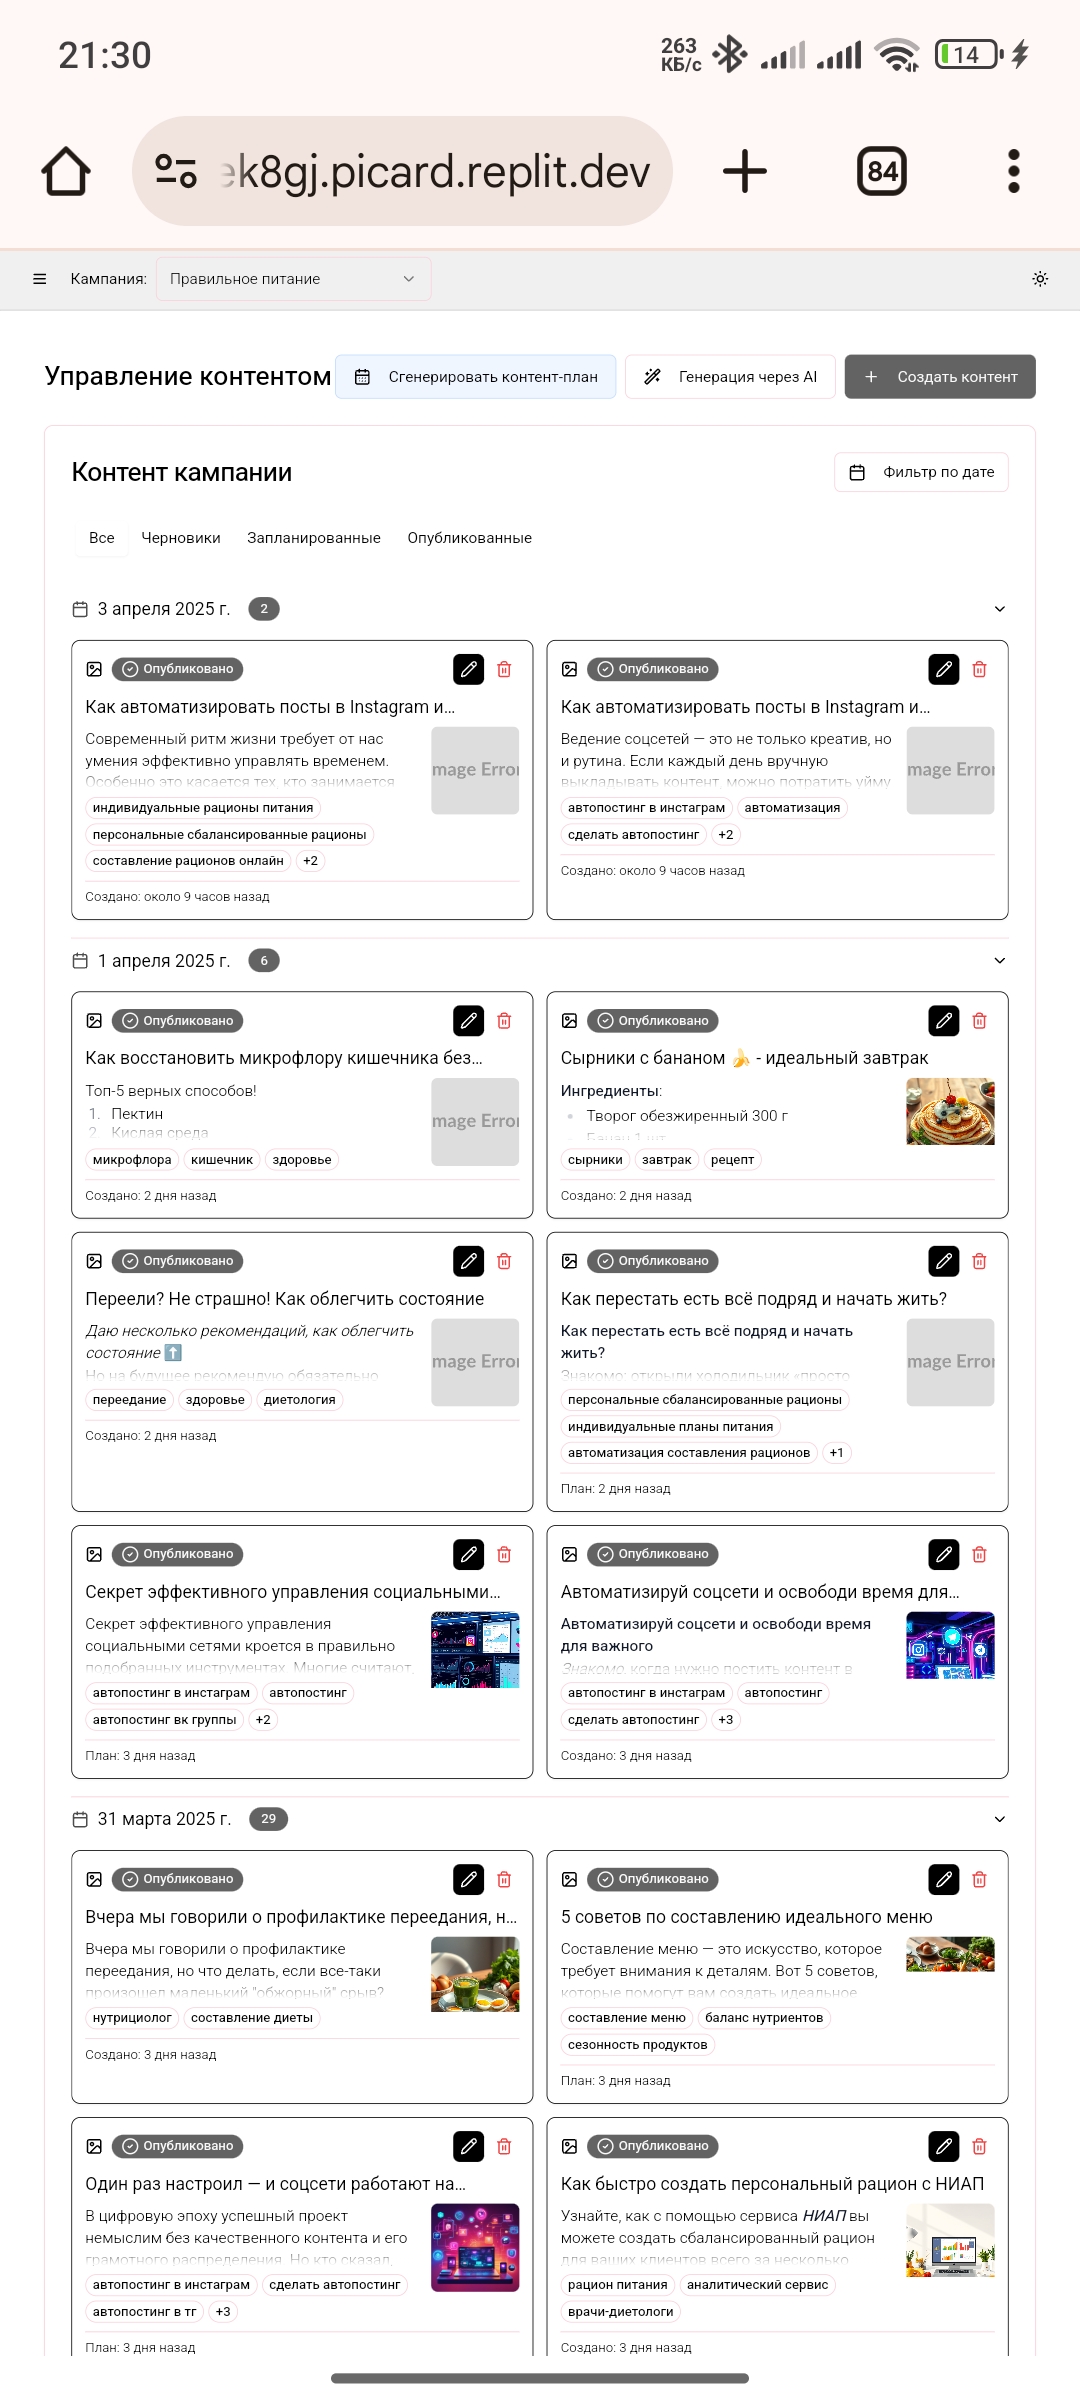 21:30
263
КБ/с
14
ek8gj.picard.replit.dev
84
Кампания:
Правильное питание
Управление контентом
Сгенерировать контент-план
Генерация через AI
Создать контент
Контент кампании
Фильтр по дате
Все
Черновики
Запланированные
Опубликованные
3 апреля 2025 г.
2
Опубликовано
Как автоматизировать посты в Instagram и...
Современный ритм жизни требует от нас
умения эффективно управлять временем.
Особенно это касается тех, кто занимается
mage Error
индивидуальные рационы питания
персональные сбалансированные рационы
составление рационов онлайн
+2
Создано: около 9 часов назад
Опубликовано
Как автоматизировать посты в Instagram и...
Ведение соцсетей — это не только креатив, но
и рутина. Если каждый день вручную
выкладывать контент, можно потратить уйму
mage Error
автопостинг в инстаграм
автоматизация
сделать автопостинг
+2
Создано: около 9 часов назад
1 апреля 2025 г.
6
Опубликовано
Как восстановить микрофлору кишечника без...
Топ-5 верных способов!
1. Пектин
2. Кислая среда
mage Error
микрофлора
кишечник
здоровье
Создано: 2 дня назад
Опубликовано
Сырники с бананом 🍌 - идеальный завтрак
Ингредиенты:
Творог обезжиренный 300 г
Банан 1 шт
сырники
завтрак
рецепт
Создано: 2 дня назад
Опубликовано
Переели? Не страшно! Как облегчить состояние
Даю несколько рекомендаций, как облегчить
состояние ⬆️
Но на будущее рекомендую обязательно
mage Error
переедание
здоровье
диетология
Создано: 2 дня назад
Опубликовано
Как перестать есть всё подряд и начать жить?
Как перестать есть всё подряд и начать
жить?
Знакомо: открыли холодильник «просто
mage Error
персональные сбалансированные рационы
индивидуальные планы питания
автоматизация составления рационов
+1
План: 2 дня назад
Опубликовано
Секрет эффективного управления социальными...
Секрет эффективного управления
социальными сетями кроется в правильно
подобранных инструментах. Многие считают,
автопостинг в инстаграм
автопостинг
автопостинг вк группы
+2
План: 3 дня назад
Опубликовано
Автоматизируй соцсети и освободи время для...
Автоматизируй соцсети и освободи время
для важного
Знакомо, когда нужно постить контент в
автопостинг в инстаграм
автопостинг
сделать автопостинг
+3
Создано: 3 дня назад
31 марта 2025 г.
29
Опубликовано
Вчера мы говорили о профилактике переедания, н...
Вчера мы говорили о профилактике
переедания, но что делать, если все-таки
произошел маленький "обжорный" срыв?
нутрициолог
составление диеты
Создано: 3 дня назад
Опубликовано
5 советов по составлению идеального меню
Составление меню — это искусство, которое
требует внимания к деталям. Вот 5 советов,
которые помогут вам создать идеальное
составление меню
баланс нутриентов
сезонность продуктов
План: 3 дня назад
Опубликовано
Один раз настроил — и соцсети работают на...
В цифровую эпоху успешный проект
немыслим без качественного контента и его
грамотного распределения. Но кто сказал,
автопостинг в инстаграм
сделать автопостинг
автопостинг в тг
+3
План: 3 дня назад
Опубликовано
Как быстро создать персональный рацион с НИАП
Узнайте, как с помощью сервиса НИАП вы
можете создать сбалансированный рацион
для ваших клиентов всего за несколько
рацион питания
аналитический сервис
врачи-диетологи
Создано: 3 дня назад